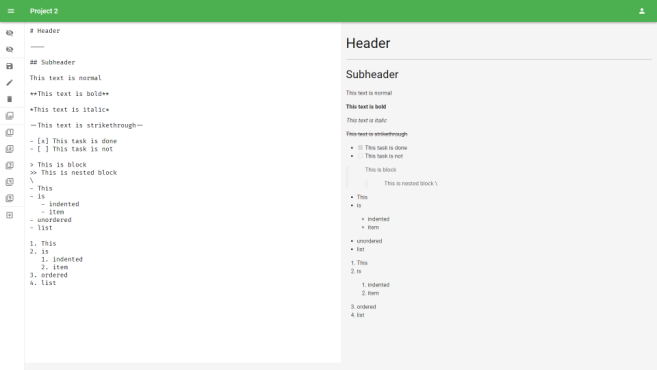 Project 2
# Header
----
## Subheader
This text is normal
**This text is bold**
*This text is italic*
~~This text is strikethrough~~
- [x] This task is done
- [ ] This task is not
> This is block
>> This is nested block
\
- This
- is
   - indented
   - item
- unordered
- list
1. This
2. is
   1. indented
   2. item
3. ordered
4. list
Header
Subheader
This text is normal
This text is bold
This text is italic
This text is strikethrough
This task is done
This task is not
This is block
This is nested block \
• This
• is
indented
item
• unordered
• list
1. This
2. is
1. indented
2. item
3. ordered
4. list